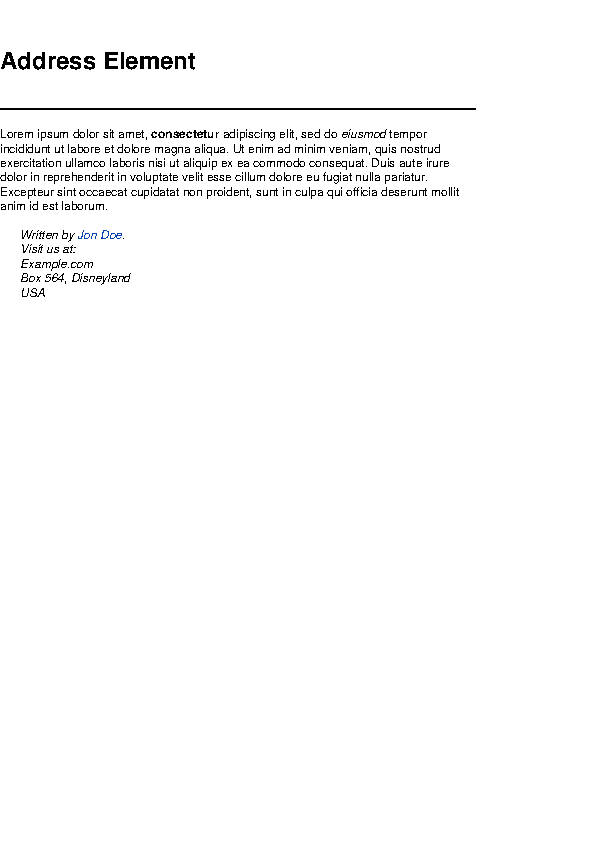 Address Element
Lorem ipsum dolor sit amet, consectetur adipiscing elit, sed do eiusmod tempor
incididunt ut labore et dolore magna aliqua. Ut enim ad minim veniam, quis nostrud
exercitation ullamco laboris nisi ut aliquip ex ea commodo consequat. Duis aute irure
dolor in reprehenderit in voluptate velit esse cillum dolore eu fugiat nulla pariatur.
Excepteur sint occaecat cupidatat non proident, sunt in culpa qui officia deserunt mollit
anim id est laborum.
Written by Jon Doe.
Visit us at:
Example.com
Box 564, Disneyland
USA